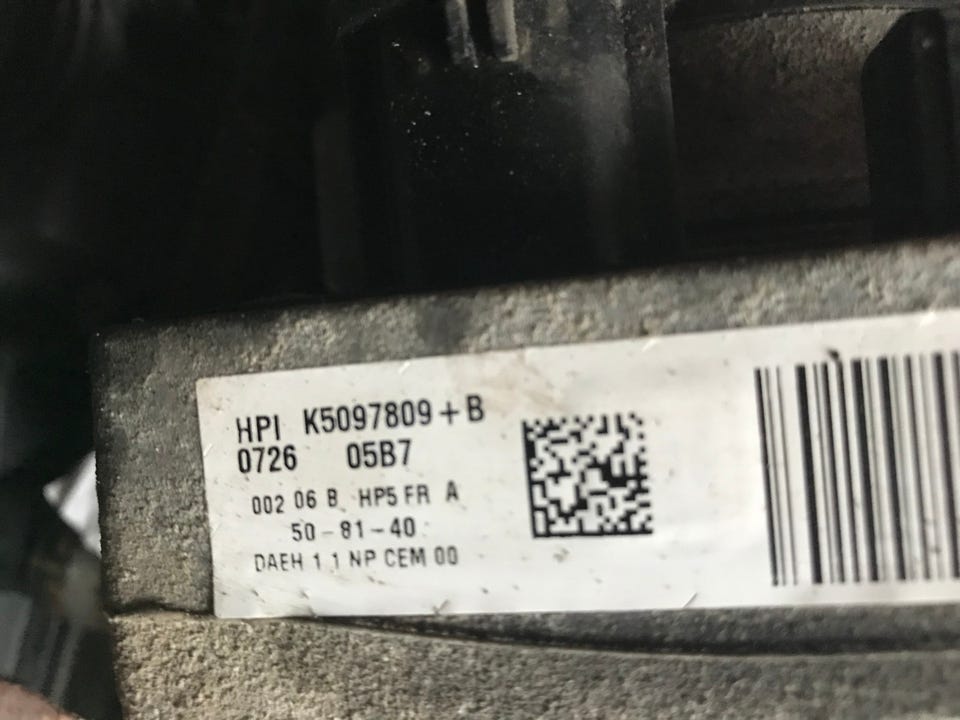 HPI K5097809+B
0726 05B7
002 06 B HP5 FR A
50-81-40
DAEH 1 1 NP CEM 00